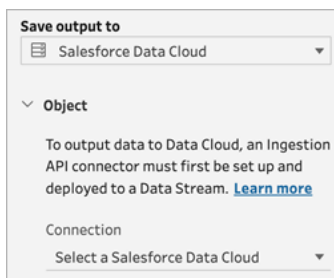 Save output to
Salesforce Data Cloud
Object
To output data to Data Cloud, an Ingestion
API connector must first be set up and
deployed to a Data Stream. Learn more
Connection
Select a Salesforce Data Cloud